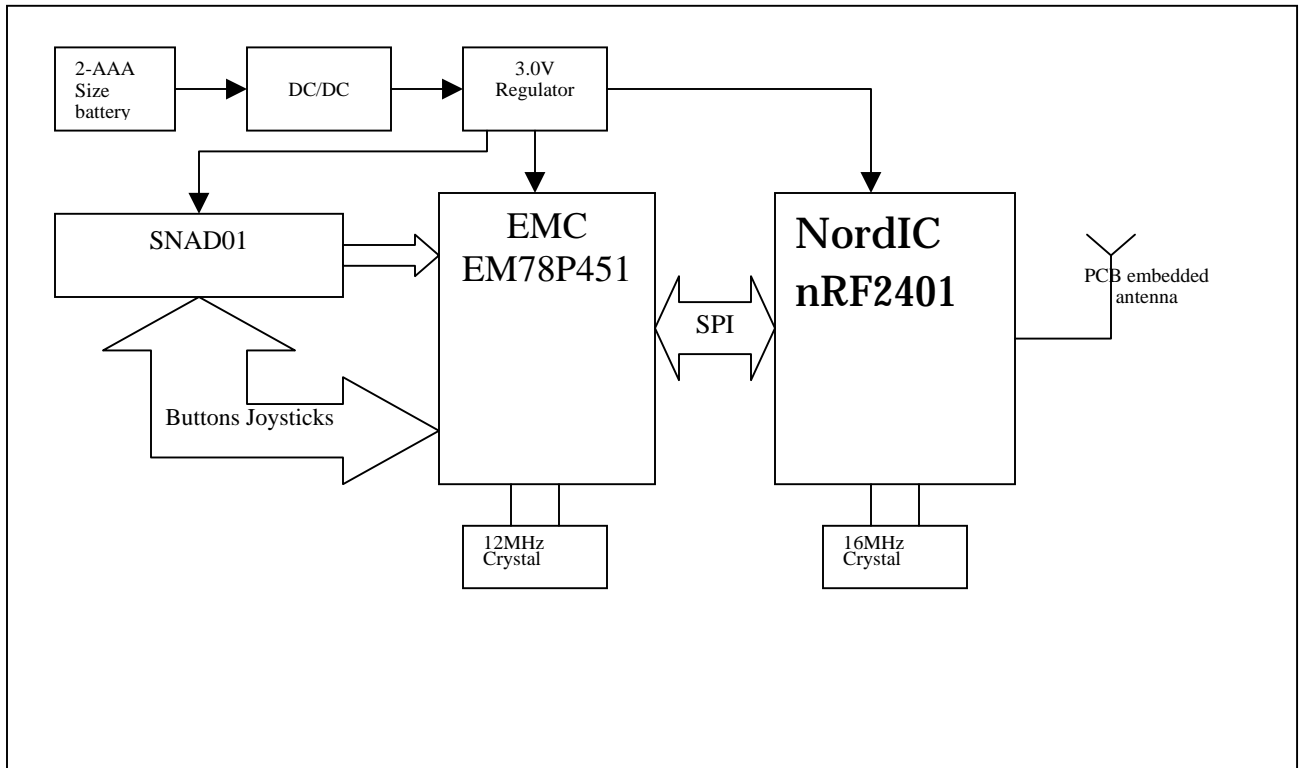 2-AAA
Size
battery
DC/DC
3.0V
Regulator
SNAD01
EMC
EM78P451
NordIC
nRF2401
PCB embedded
antenna
SPI
Buttons Joysticks
12MHz
Crystal
16MHz
Crystal